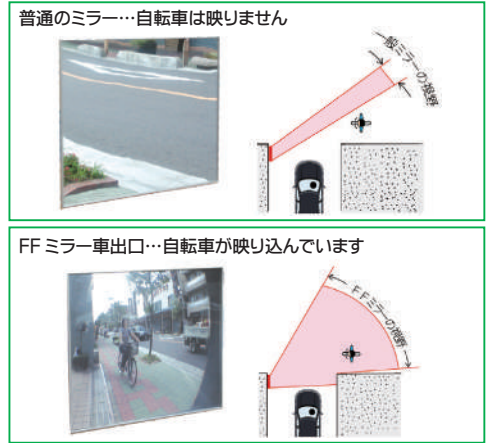 普通のミラー…自転車は映りません
一般ミラーの視野
FFミラー車出口…自転車が映り込んでいます
FFミラーの視野